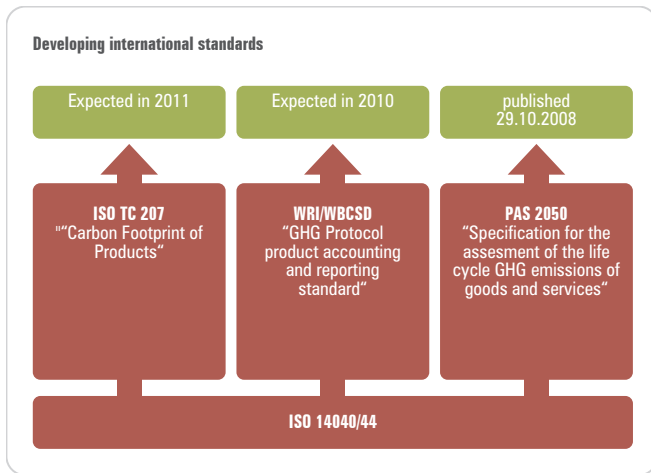 Developing international standards
Expected in 2011
Expected in 2010
published
29.10.2008
ISO TC 207
"“Carbon Footprint of
Products“
WRI/WBCSD
“GHG Protocol
product accounting
and reporting
standard“
PAS 2050
“Specification for the
assesment of the life
cycle GHG emissions of
goods and services“
ISO 14040/44